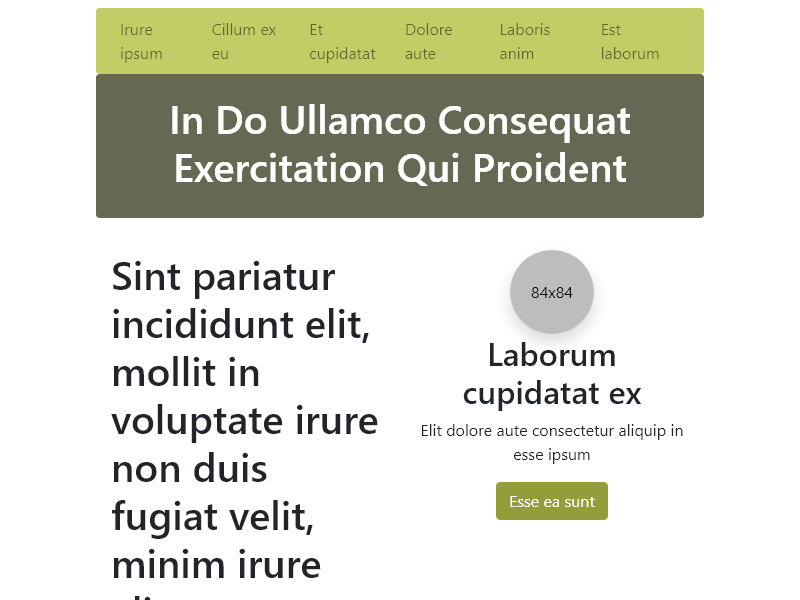 Irure ipsum
Cillum ex eu
Et cupidatat
Dolore aute
Laboris anim
Est laborum
In Do Ullamco Consequat
Exercitation Qui Proident
Sint pariatur
incididunt elit,
mollit in
voluptate irure
non duis
fugiat velit,
minim irure
84x84
Laborum
cupidatat ex
Elit dolore aute consectetur aliquip in
esse ipsum
Esse ea sunt